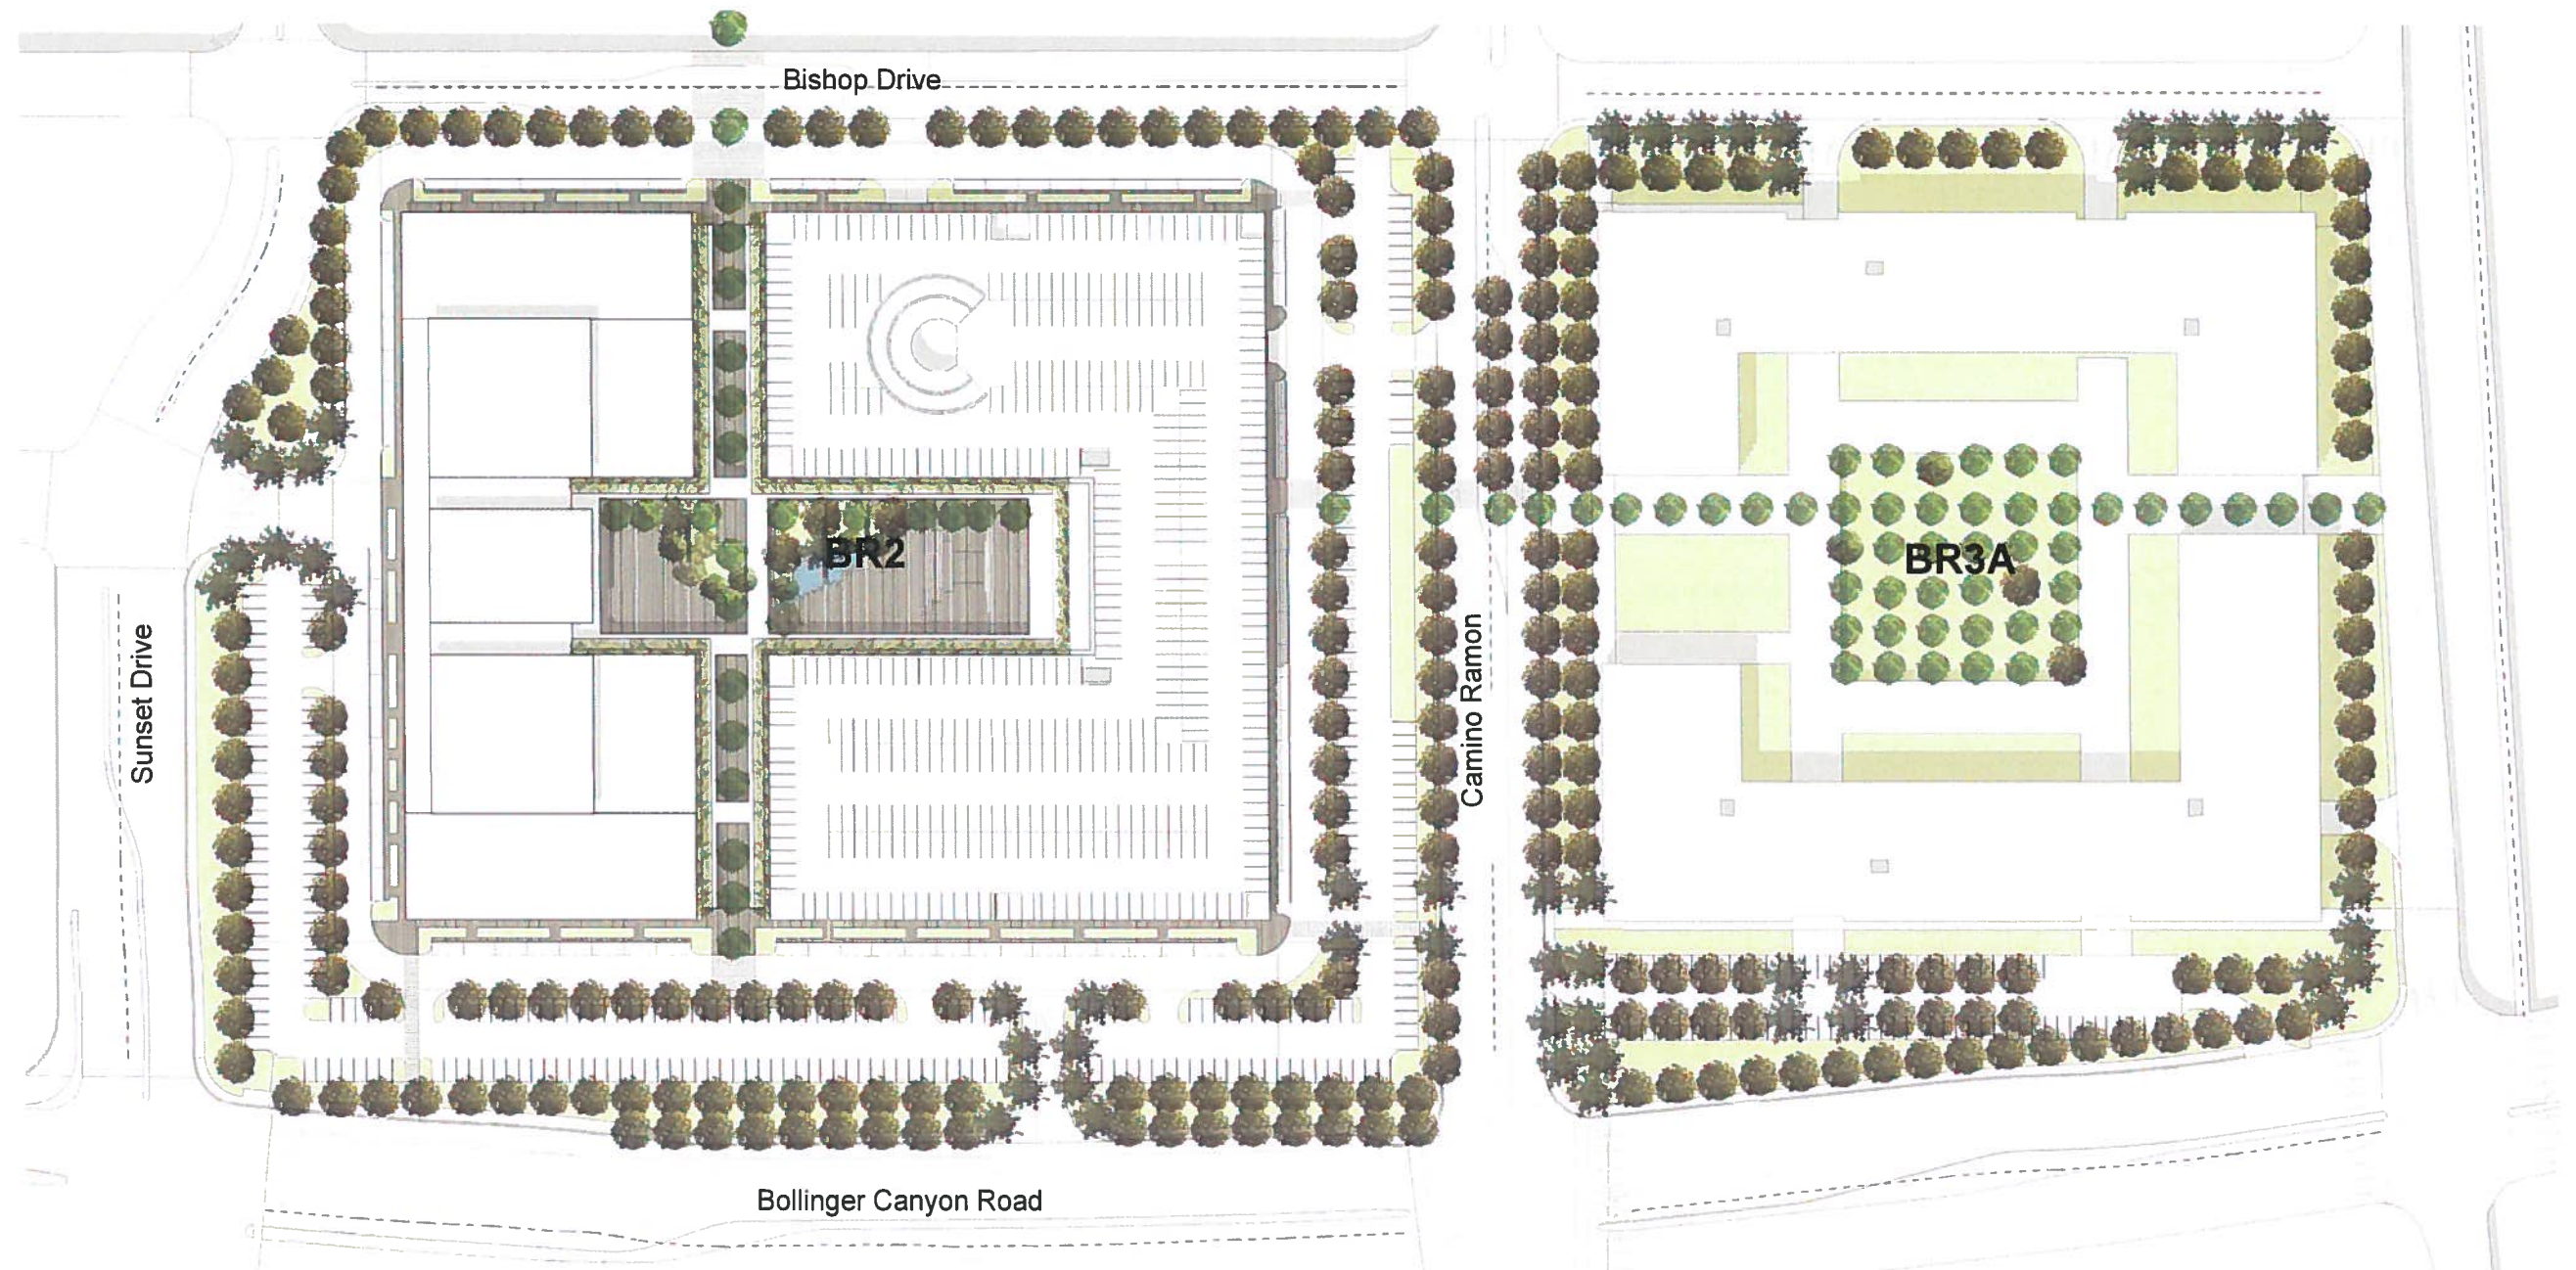 Bishop Drive
BR2
BR3A
Sunset Drive
Camino Ramon
Bollinger Canyon Road